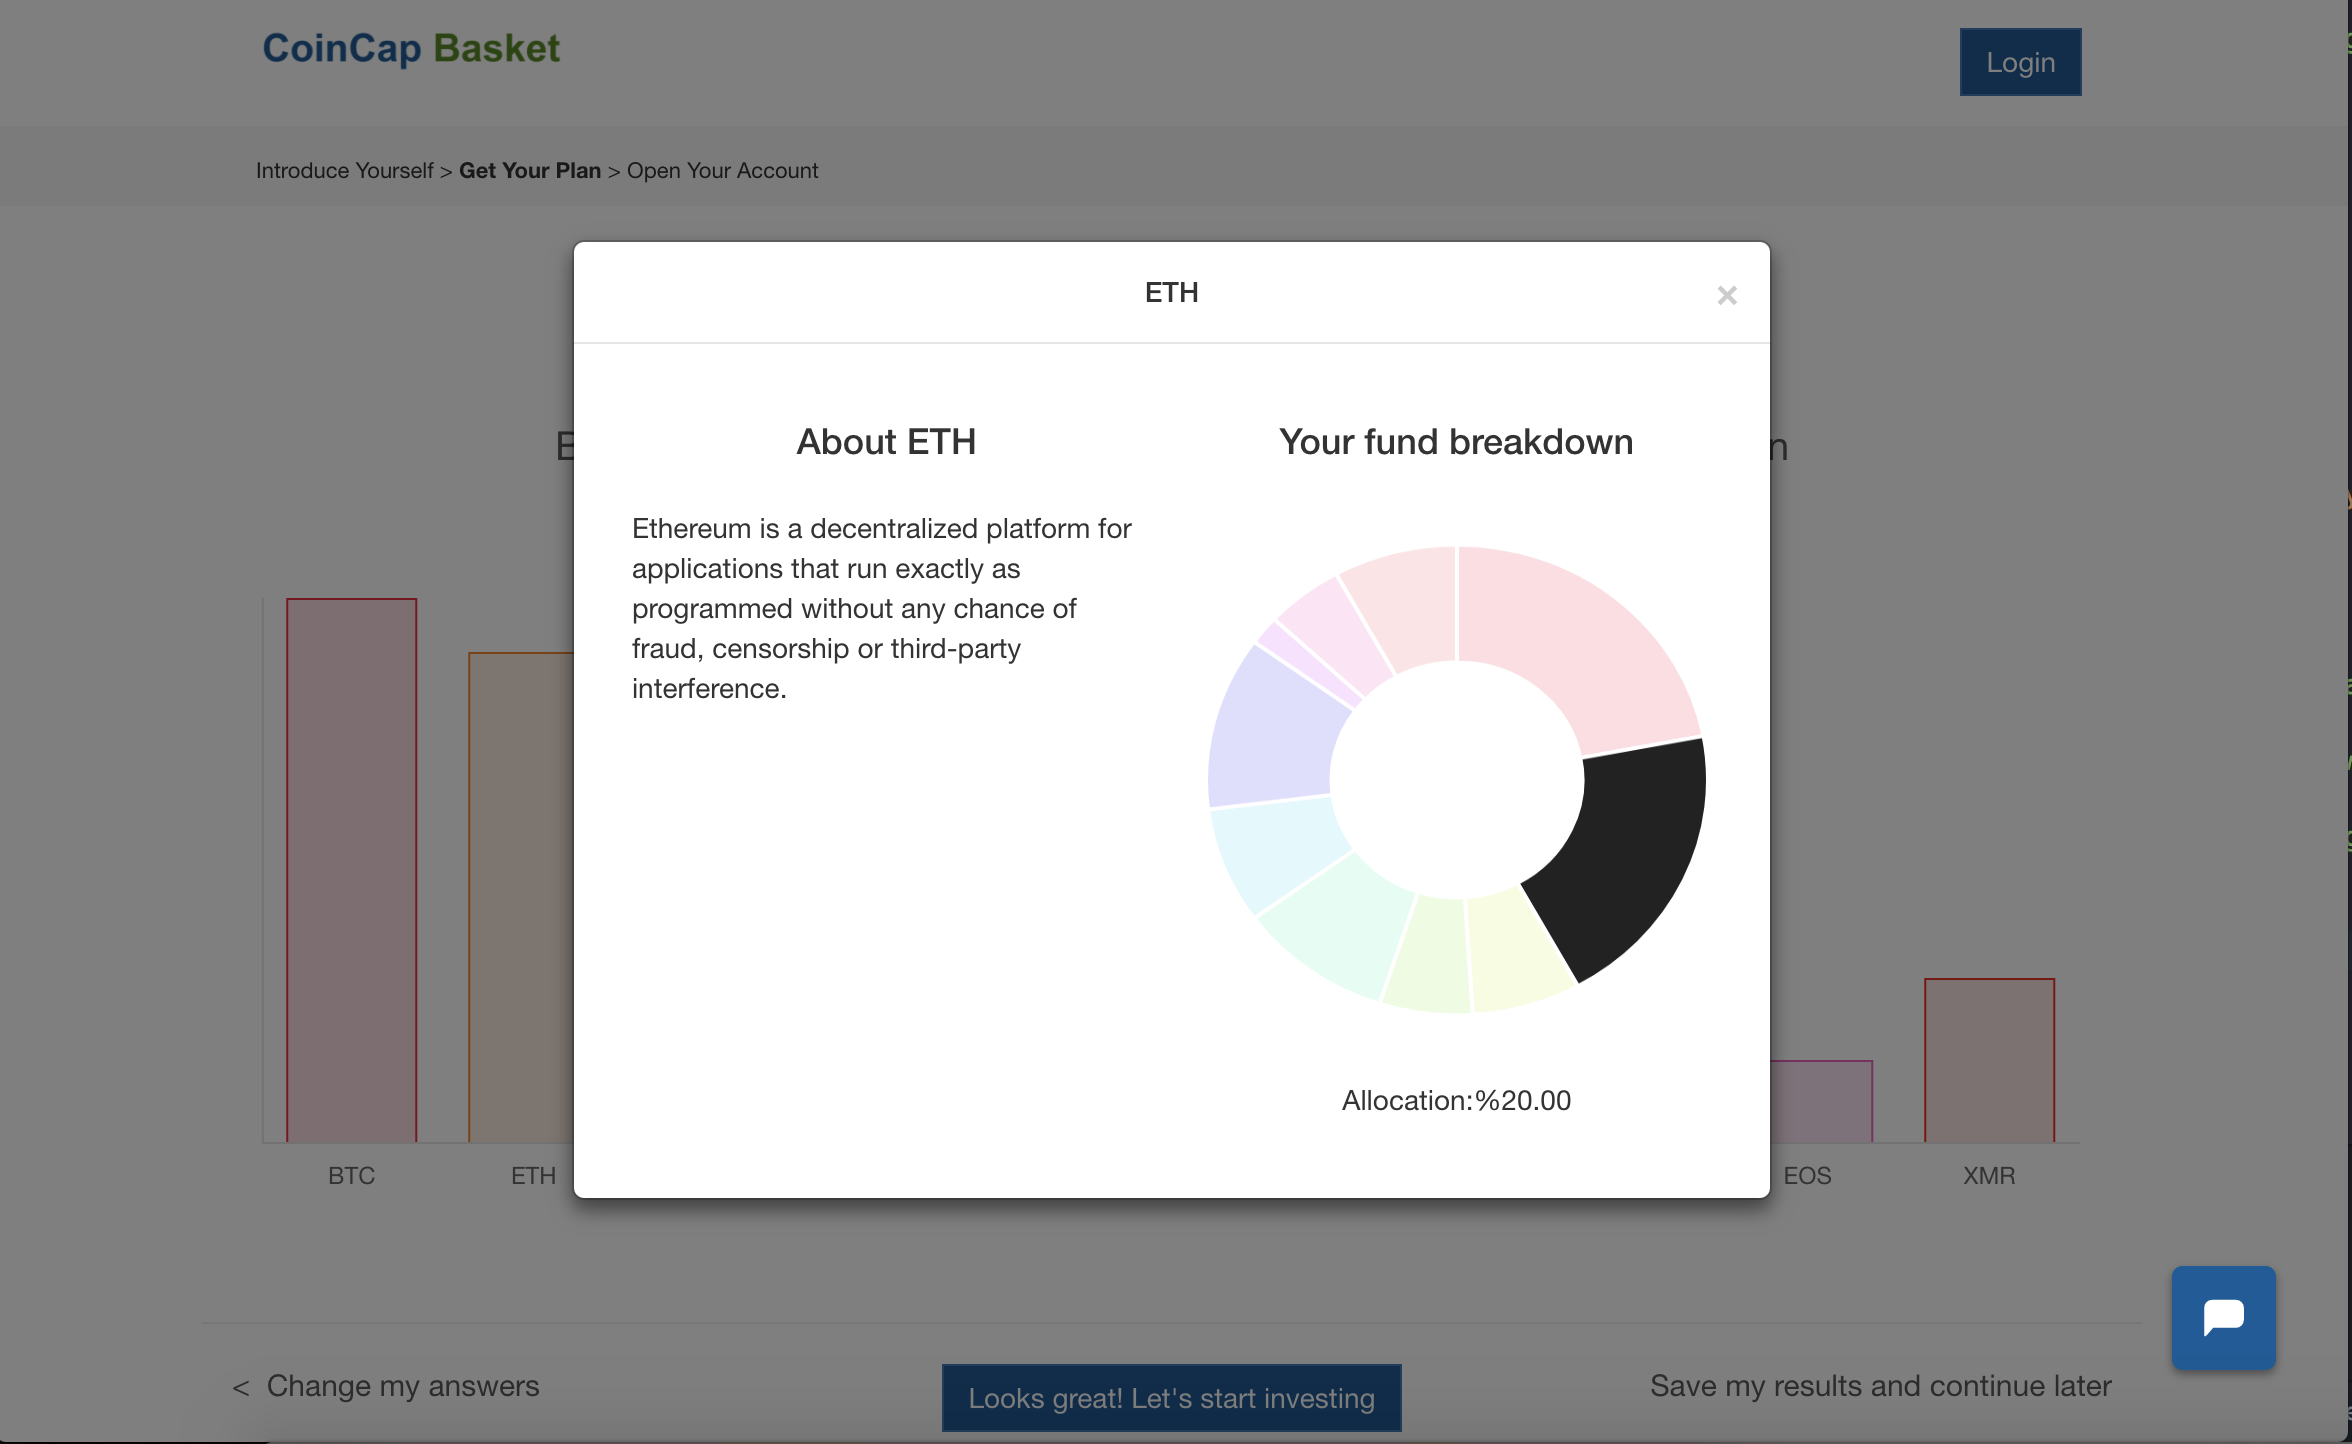 CoinCap Basket
Login
Introduce Yourself > Get Your Plan > Open Your Account
ETH
×
About ETH
Ethereum is a decentralized platform for
applications that run exactly as
programmed without any chance of
fraud, censorship or third-party
interference.
Your fund breakdown
Allocation:%20.00
BTC
ETH
EOS
XMR
< Change my answers
Looks great! Let's start investing
Save my results and continue later